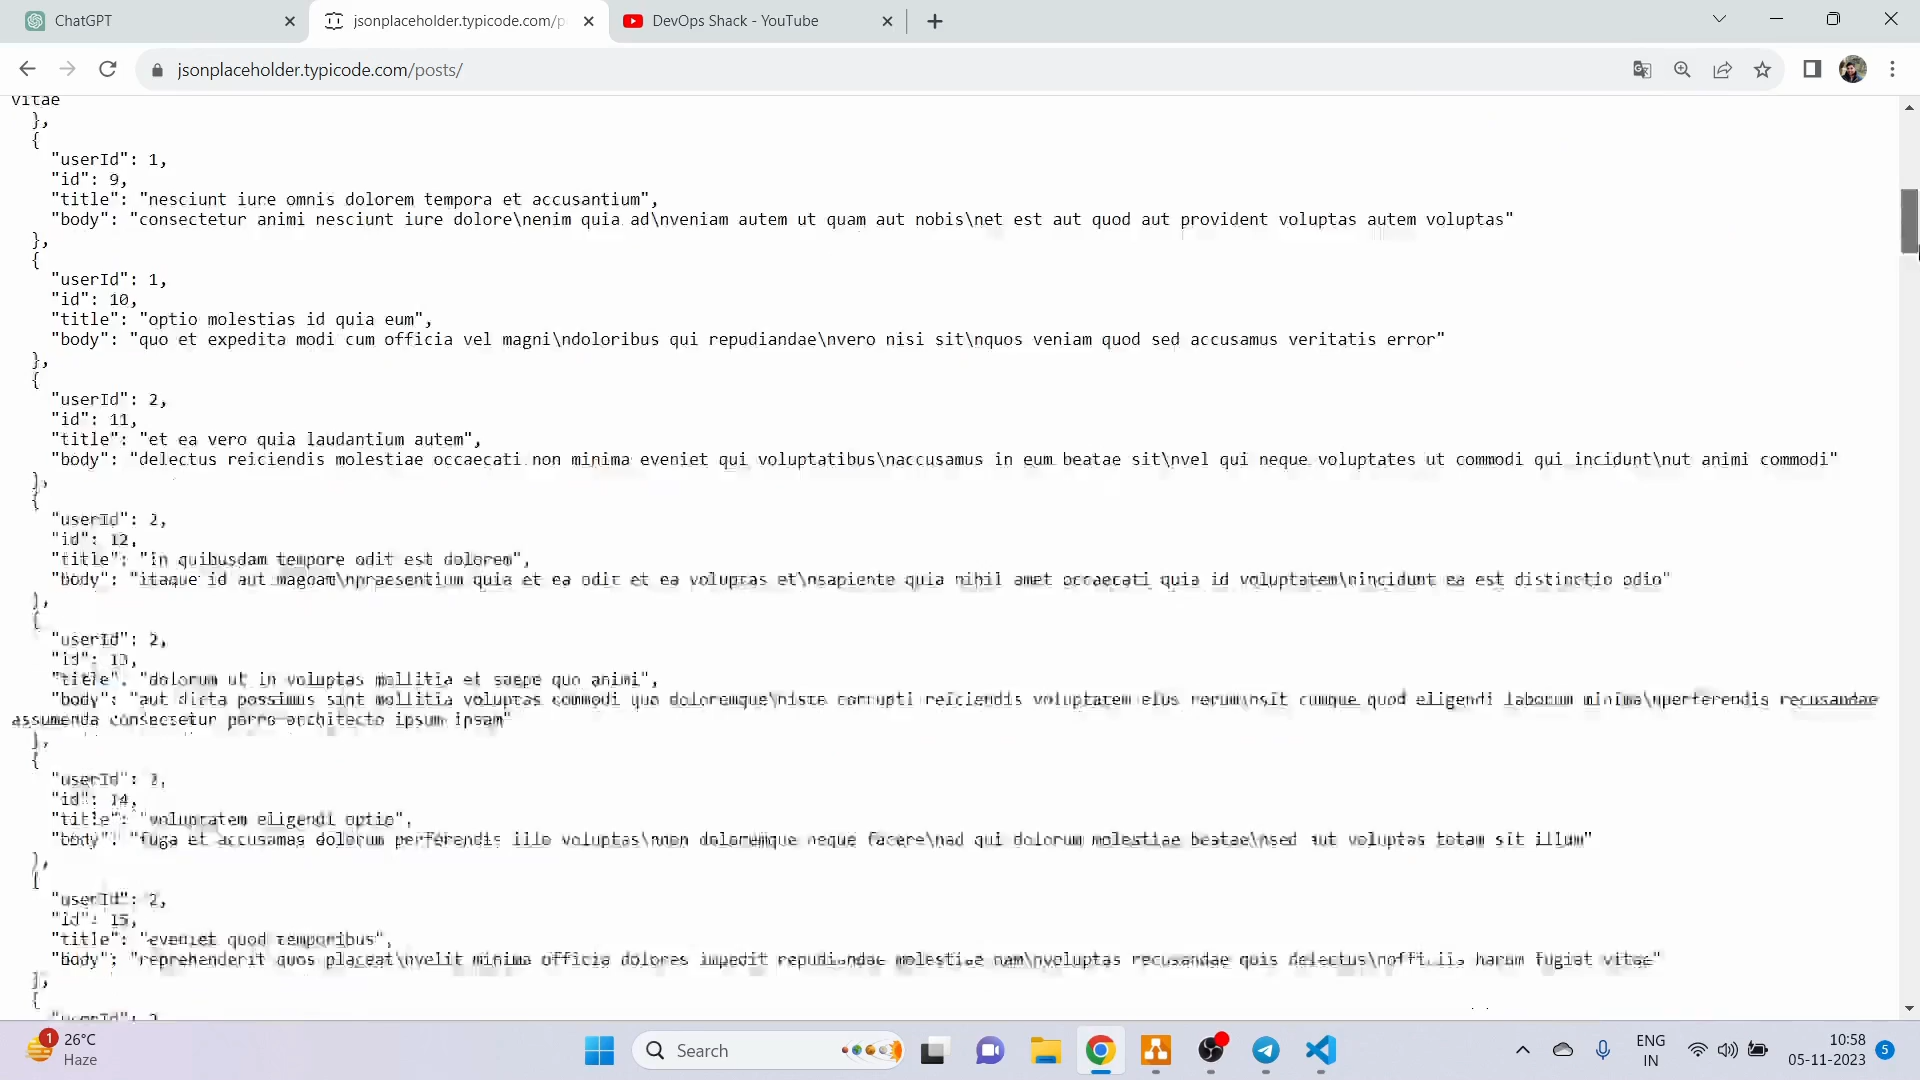 ChatGPT
jsonplaceholder.typicode.com/p
DevOps Shack - YouTube
jsonplaceholder.typicode.com/posts/
vitae
},
{
"userId": 1,
"id": 9,
"title": "nesciunt iure omnis dolorem tempora et accusantium",
"body": "consectetur animi nesciunt iure dolore\nenim quia ad\nveniam autem ut quam aut nobis\net est aut quod aut provident voluptas autem voluptas"
},
{
"userId": 1,
"id": 10,
"title": "optio molestias id quia eum",
"body": "quo et expedita modi cum officia vel magni\ndoloribus qui repudiandae\nvero nisi sit\nquos veniam quod sed accusamus veritatis error"
},
{
"userId": 2,
"id": 11,
"title": "et ea vero quia laudantium autem",
"body": "delectus reiciendis molestiae occaecati non minima eveniet qui voluptatibus\naccusamus in eum beatae sit\nvel qui neque voluptates ut commodi qui incidunt\nut animi commodi"
},
{
"userId": 2,
"id": 12,
"title": "in quibusdam tempore odit est dolorem",
"body": "itaque id aut magnam\npraesentium quia et ea odit et ea voluptas et\nsapiente quia nihil amet occaecati quia id voluptatem\nincidunt ea est distinctio odio"
},
{
"userId": 2,
"id": 13,
"title": "dolorum ut in voluptas mollitia et saepe quo animi",
"body": "aut dicta possimus sint mollitia voluptas commodi quo doloremque\niste corrupti reiciendis voluptatem eius rerum\nsit cumque quod eligendi laborum minima\nperferendis recusandae
assumenda consectetur porro architecto ipsum ipsam"
},
{
"userId": 2,
"id": 14,
"title": "voluptatem eligendi optio",
"body": "fuga et accusamus dolorum perferendis illo voluptas\nnon doloremque neque facere\nad qui dolorum molestiae beatae\nsed aut voluptas totam sit illum"
},
{
"userId": 2,
"id": 15,
"title": "eveniet quod temporibus",
"body": "reprehenderit quos placeat\nvelit minima officia dolores impedit repudiandae molestiae nam\nvoluptas recusandae quis delectus\nofficiis harum fugiat vitae"
},
{
1
26°C
Haze
Search
ENG
IN
10:58
05-11-2023
5